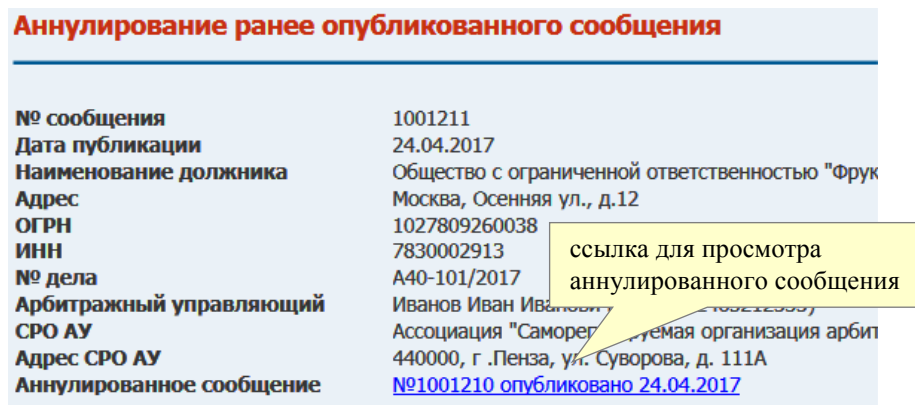 Аннулирование ранее опубликованного сообщения
№ сообщения 1001211
Дата публикации 24.04.2017
Наименование должника Общество с ограниченной ответственностью "Фрук
Адрес Москва, Осенняя ул., д.12
ОГРН 1027809260038
ИНН 7830002913
№ дела А40-101/2017
ссылка для просмотра
аннулированного сообщения
Арбитражный управляющий Иванов Иван
СРО АУ Ассоциация организация арбит
Адрес СРО АУ 440000, г .Пенза, ул. Суворова, д. 111А
Аннулированное сообщение №1001210 опубликовано 24.04.2017